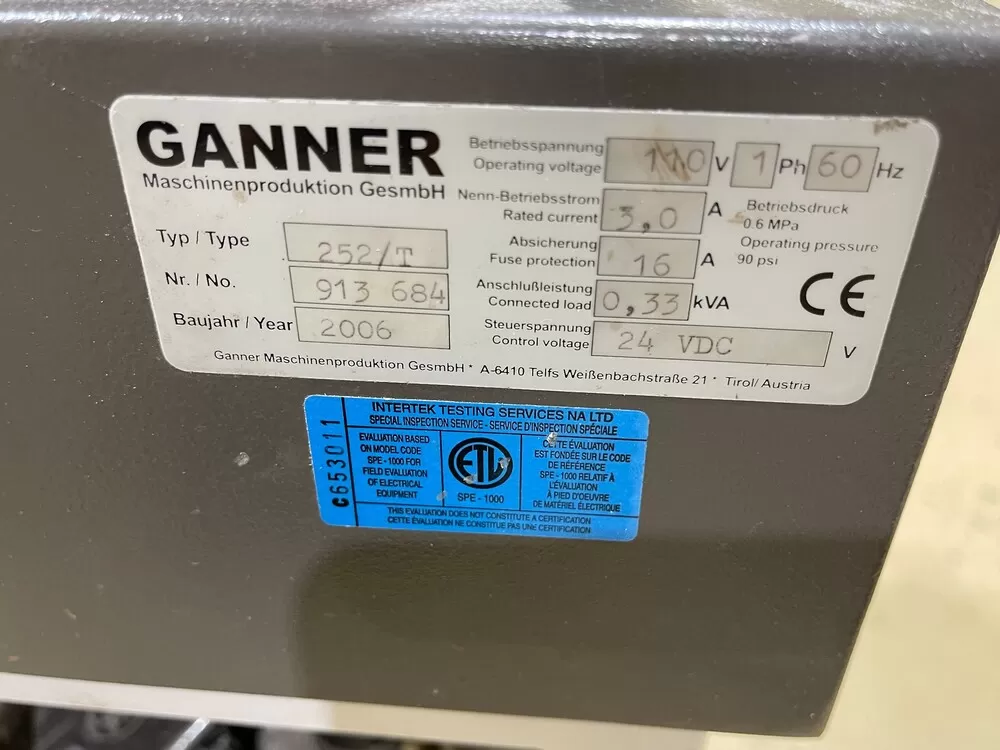 GANNER
Maschinenproduktion GesmbH
Typ / Type 252/T
Nr. / No. 913 684
Baujahr / Year 2006
Betriebsspannung
Operating voltage 110 V 1 Ph 60 Hz
Nenn-Betriebsstrom
Rated current 3,0 A
Betriebsdruck
0.6 MPa
Operating pressure
90 psi
Absicherung
Fuse protection 16 A
Anschlußleistung
Connected load 0,33 kVA
CE
Steuerspannung
Control voltage 24 VDC V
Ganner Maschinenproduktion GesmbH * A-6410 Telfs Weißenbachstraße 21 * Tirol/ Austria
C653011
INTERTEK TESTING SERVICES NA LTD
SPECIAL INSPECTION SERVICE - SERVICE D'INSPECTION SPÉCIALE
EVALUATION BASED
ON MODEL CODE
SPE - 1000 FOR
FIELD EVALUATION
OF ELECTRICAL
EQUIPMENT
ETL
SPE - 1000
CETTE ÉVALUATION
EST FONDÉE SUR LE CODE
DE RÉFÉRENCE
SPE - 1000 RELATIF À
L'ÉVALUATION
À PIED D'OEUVRE
DE MATÉRIEL ÉLECTRIQUE
THIS EVALUATION DOES NOT CONSTITUTE A CERTIFICATION
CETTE ÉVALUATION NE CONSTITUE PAS UNE CERTIFICATION